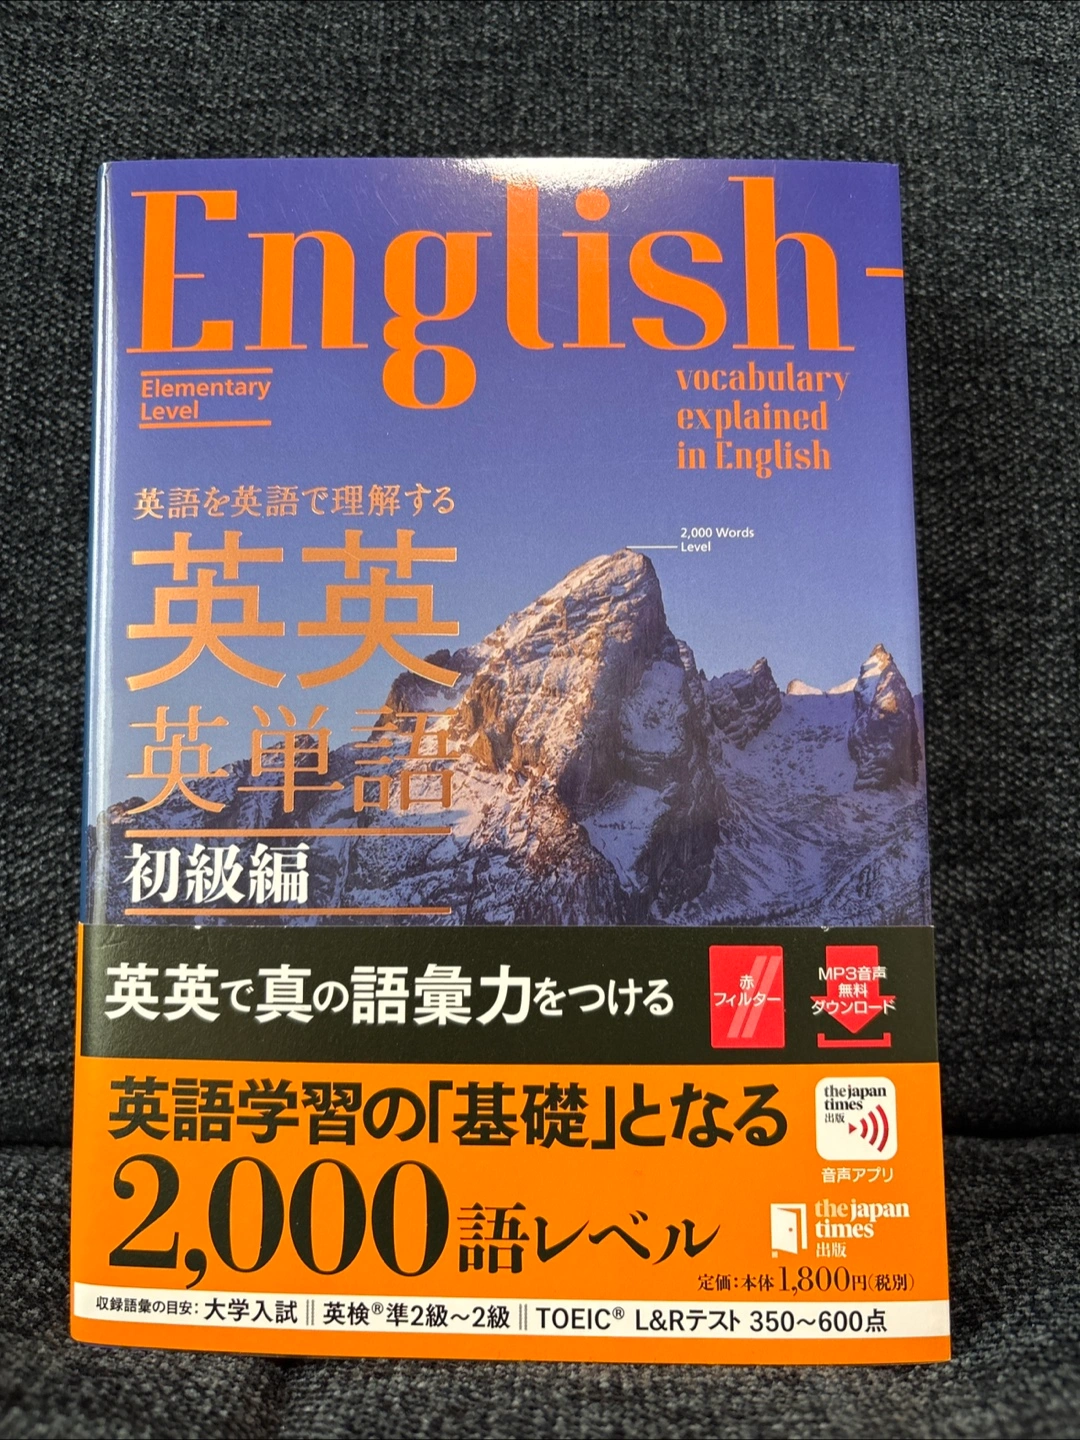 English-
Elementary
Level
vocabulary
explained
in English
英語を英語で理解する
英英
英単語
初級編
2,000 Words
Level
英英で真の語彙力をつける
赤
フィルター
MP3音声
無料
ダウンロード
英語学習の「基礎」となる
2,000語レベル
the japan
times
出版
音声アプリ
the japan
times
出版
定価:本体1,800円(税別)
収録語彙の目安: 大学入試 || 英検®準2級〜2級 || TOEIC® L&Rテスト 350〜600点